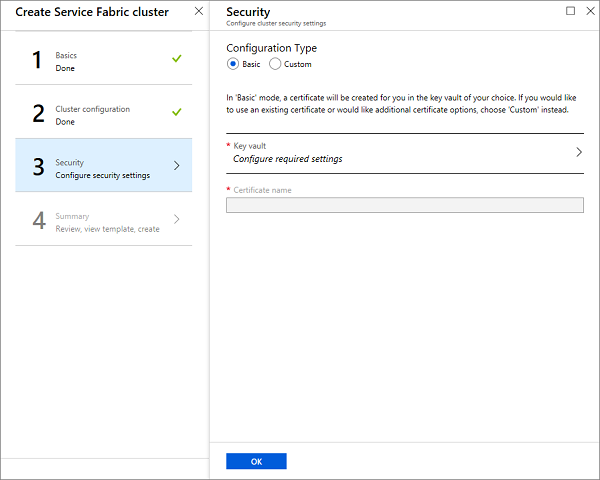 Create Service Fabric cluster
1
Basics
Done
2
Cluster configuration
Done
3
Security
Configure security settings
4
Summary
Review, view template, create
Security
Configure cluster security settings
Configuration Type
Basic
Custom
In 'Basic' mode, a certificate will be created for you in the key vault of your choice. If you would like
to use an existing certificate or would like additional certificate options, choose 'Custom' instead.
* Key vault
Configure required settings
* Certificate name
OK